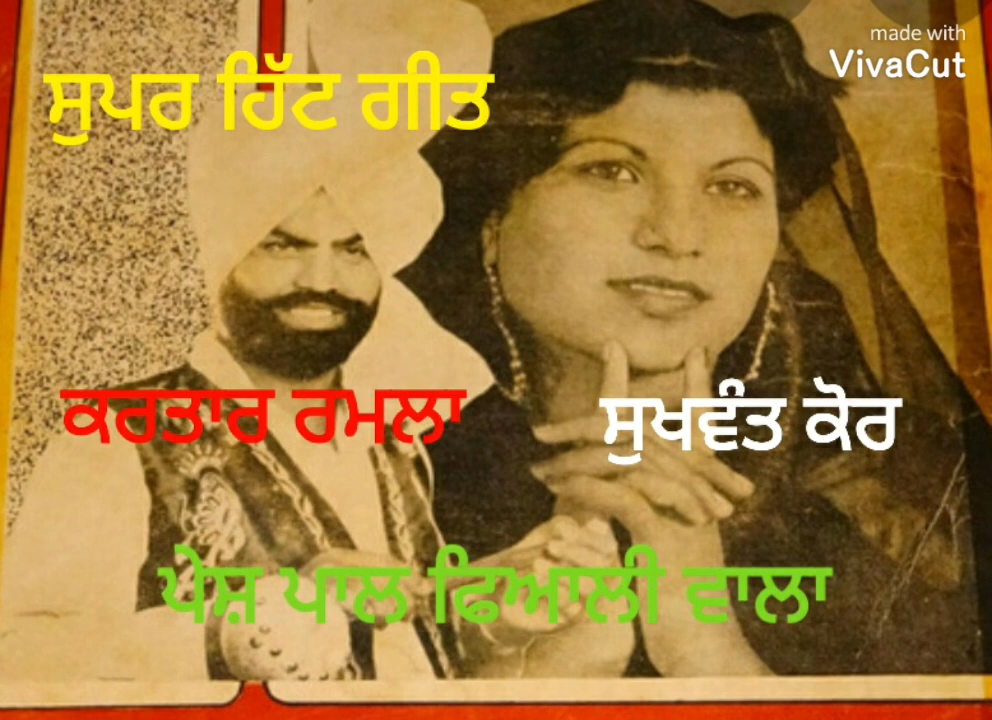 made with
VivaCut
ਸੁਪਰ ਹਿੱਟ ਗੀਤ
ਕਰਤਾਰ ਰਮਲਾ
ਸੁਖਵੰਤ ਕੋਰ
ਪੇਸ਼ ਪਾਲ ਫਿਆਲੀ ਵਾਲਾ